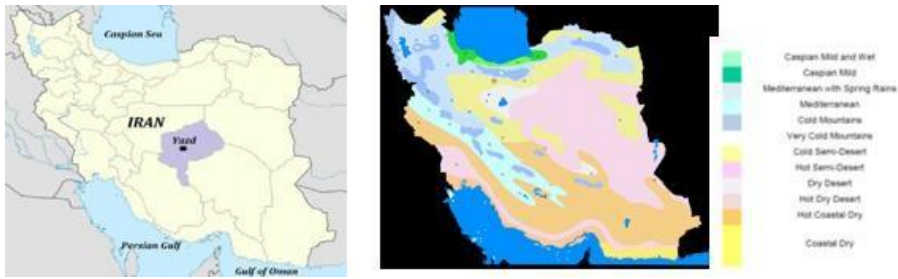 Caspian Sea
IRAN
Yazd
Persian Gulf
Gulf of Oman
Caspian Mild and Wet
Caspian Mild
Mediterranean with Spring Rains
Mediterranean
Cold Mountains
Very Cold Mountains
Cold Semi-Desert
Hot Semi-Desert
Dry Desert
Hot Dry Desert
Hot Coastal Dry
Coastal Dry